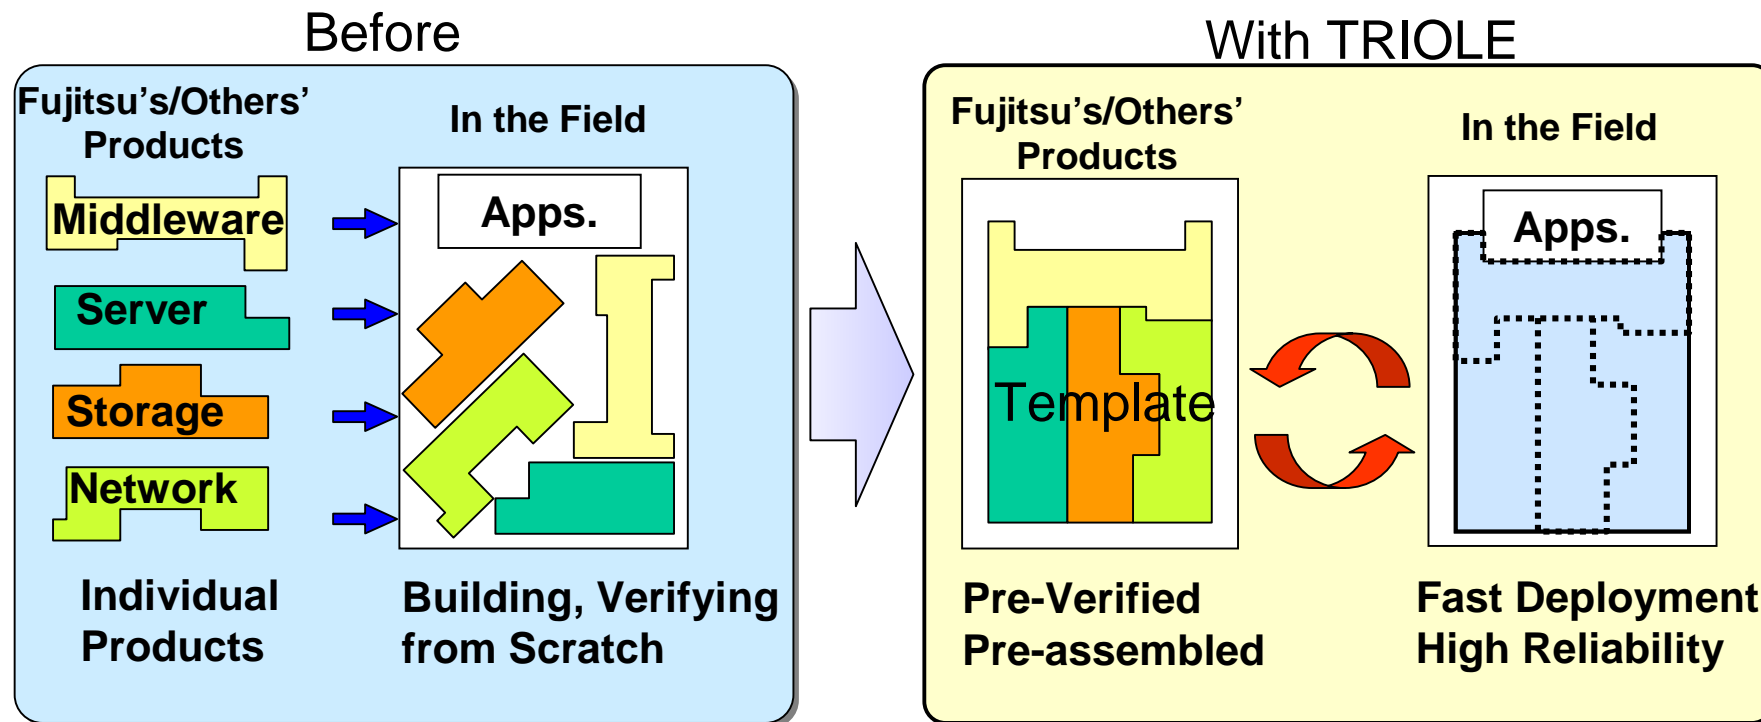 Before
Fujitsu's/Others'
Products
In the Field
Middleware
Server
Storage
Network
Apps.
Individual
Products
Building, Verifying
from Scratch
With TRIOLE
Fujitsu's/Others'
Products
In the Field
Template
Apps.
Pre-Verified
Pre-assembled
Fast Deployment
High Reliability